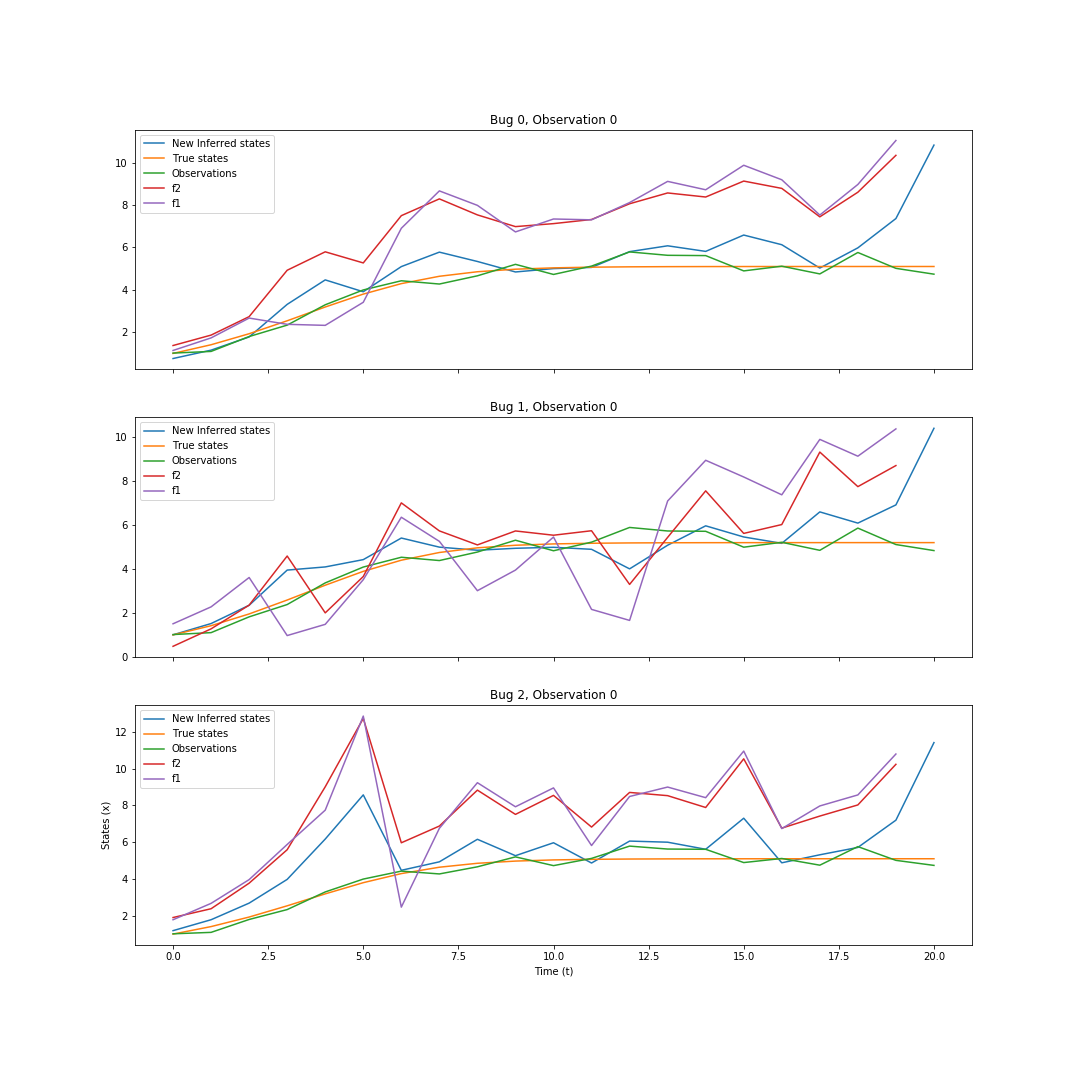 Bug 0, Observation 0
New Inferred states
True states
Observations
f2
f1
10
8
6
4
2
Bug 1, Observation 0
New Inferred states
True states
Observations
f2
f1
10
8
6
4
2
0
Bug 2, Observation 0
New Inferred states
True states
Observations
f2
f1
12
10
8
6
4
2
States (x)
0.0 2.5 5.0 7.5 10.0 12.5 15.0 17.5 20.0
Time (t)